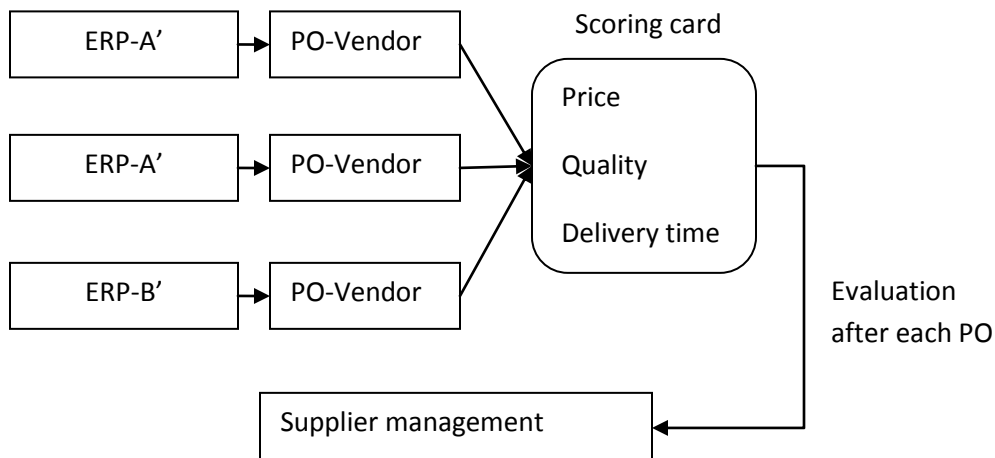 Scoring card
ERP-A’
PO-Vendor
ERP-A’
PO-Vendor
ERP-B’
PO-Vendor
Price
Quality
Delivery time
Evaluation
after each PO
Supplier management